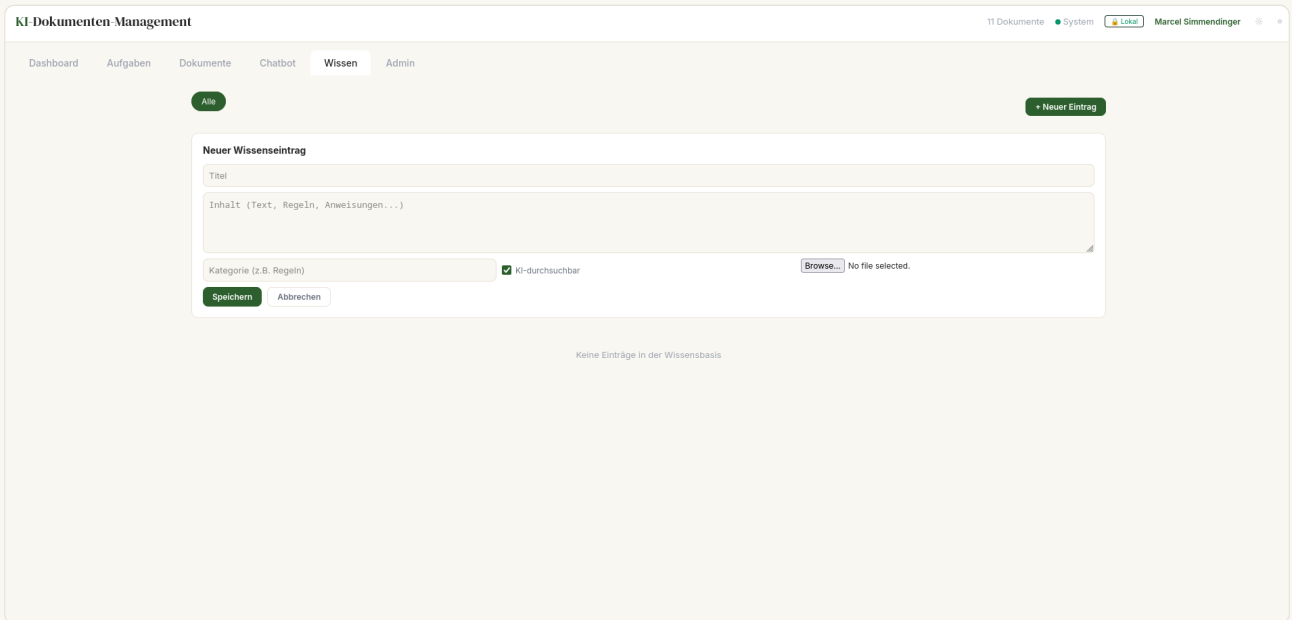 KI-Dokumenten-Management
11 Dokumente System 🔒 Lokal Marcel Simmendinger
Dashboard Aufgaben Dokumente Chatbot Wissen Admin
Alle
+ Neuer Eintrag
Neuer Wissenseintrag
Titel
Inhalt (Text, Regeln, Anweisungen...)
Kategorie (z.B. Regeln) KI-durchsuchbar Browse... No file selected.
Speichern Abbrechen
Keine Einträge in der Wissensbasis